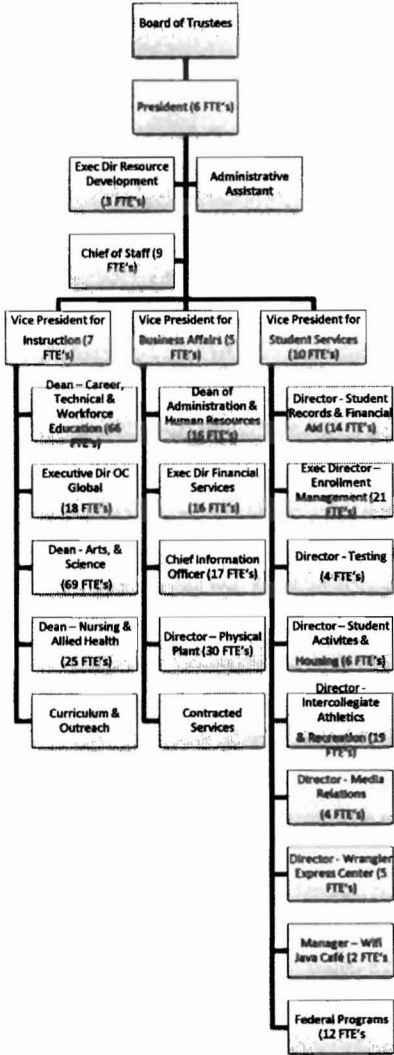 Board of Trustees
President (6 FTE's)
Exec Dir Resource
Development
(3 FTE's)
Administrative
Assistant
Chief of Staff (9
FTE's)
Vice President for
Instruction (7
FTE's)
Vice President for
Business Affairs (5
FTE's)
Vice President for
Student Services
(10 FTE's)
Dean – Career,
Technical &
Workforce
Education (66
FTE's)
Executive Dir OC
Global
(18 FTE's)
Dean - Arts, &
Science
(69 FTE's)
Dean – Nursing &
Allied Health
(25 FTE's)
Curriculum &
Outreach
Dean of
Administration &
Human Resources
(16 FTE's)
Exec Dir Financial
Services
(16 FTE's)
Chief Information
Officer (17 FTE's)
Director – Physical
Plant (30 FTE's)
Contracted
Services
Director - Student
Records & Financial
Aid (14 FTE's)
Exec Director –
Enrollment
Management (21
FTE's)
Director - Testing
(4 FTE's)
Director – Student
Activites &
Housing (6 FTE's)
Director -
Intercollegiate
Athletics
& Recreation (19
FTE's)
Director - Media
Relations
(4 FTE's)
Director - Wrangler
Express Center (5
FTE's)
Manager – Wifi
Java Café (2 FTE's
Federal Programs
(12 FTE's